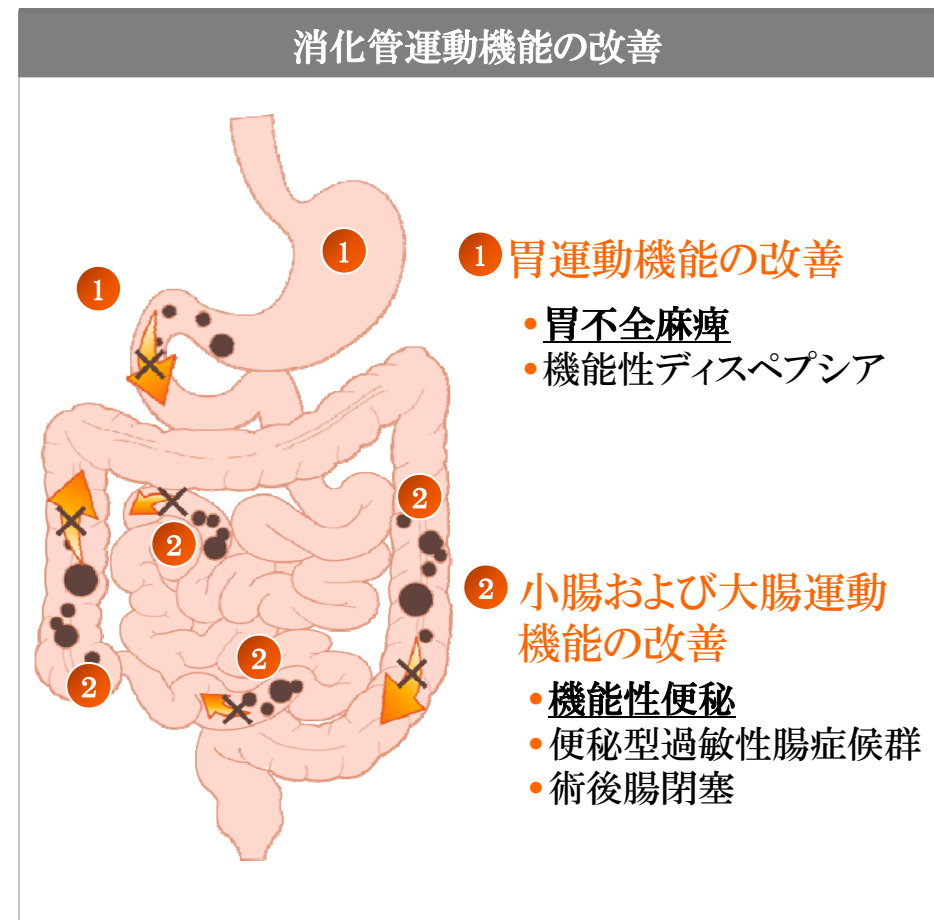 消化管運動機能の改善
1
1
1 胃運動機能の改善
•胃不全麻痺
•機能性ディスペプシア
2
2
2
2
2 小腸および大腸運動
機能の改善
•機能性便秘
•便秘型過敏性腸症候群
•術後腸閉塞